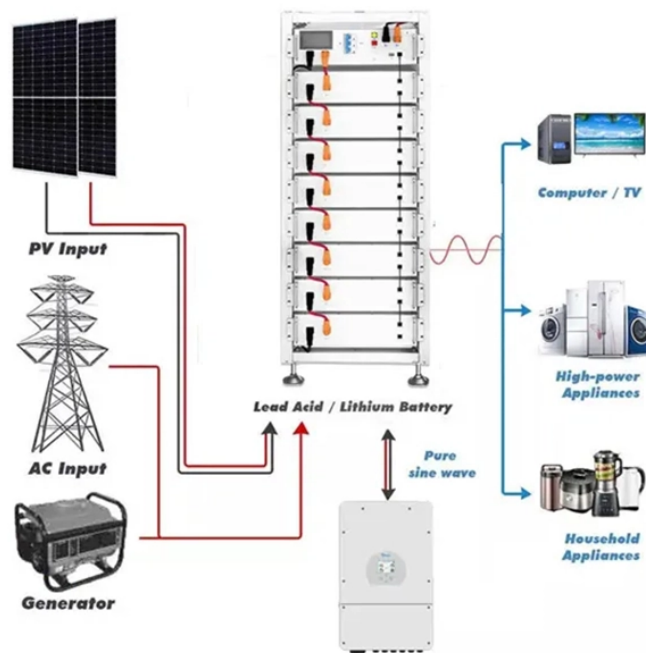 PV Input
AC Input
Generator
Lead Acid / Lithium Battery
Pure
sine wave
Computer / TV
High-power
Appliances
Household
Appliances